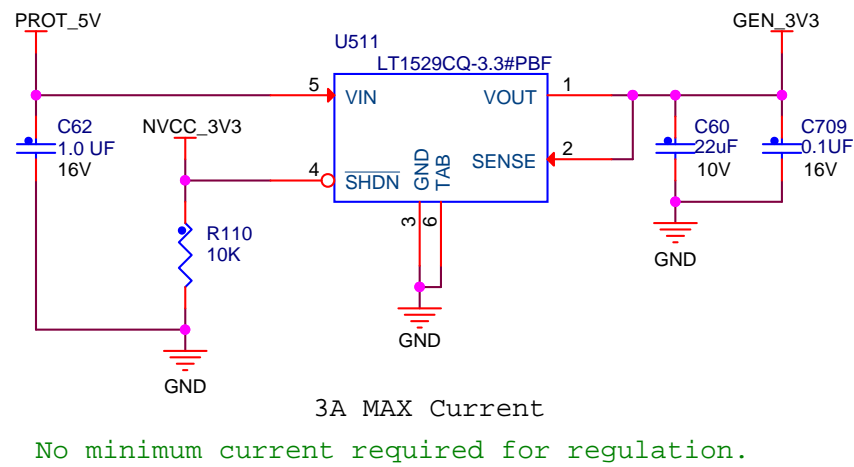 PROT_5V
GEN_3V3
U511
LT1529CQ-3.3#PBF
5
VIN
VOUT
1
C62
1.0 UF
16V
NVCC_3V3
C60
22uF
10V
C709
0.1UF
16V
4
SHDN
GND
TAB
SENSE
2
3
6
R110
10K
GND
GND
GND
3A MAX Current
No minimum current required for regulation.